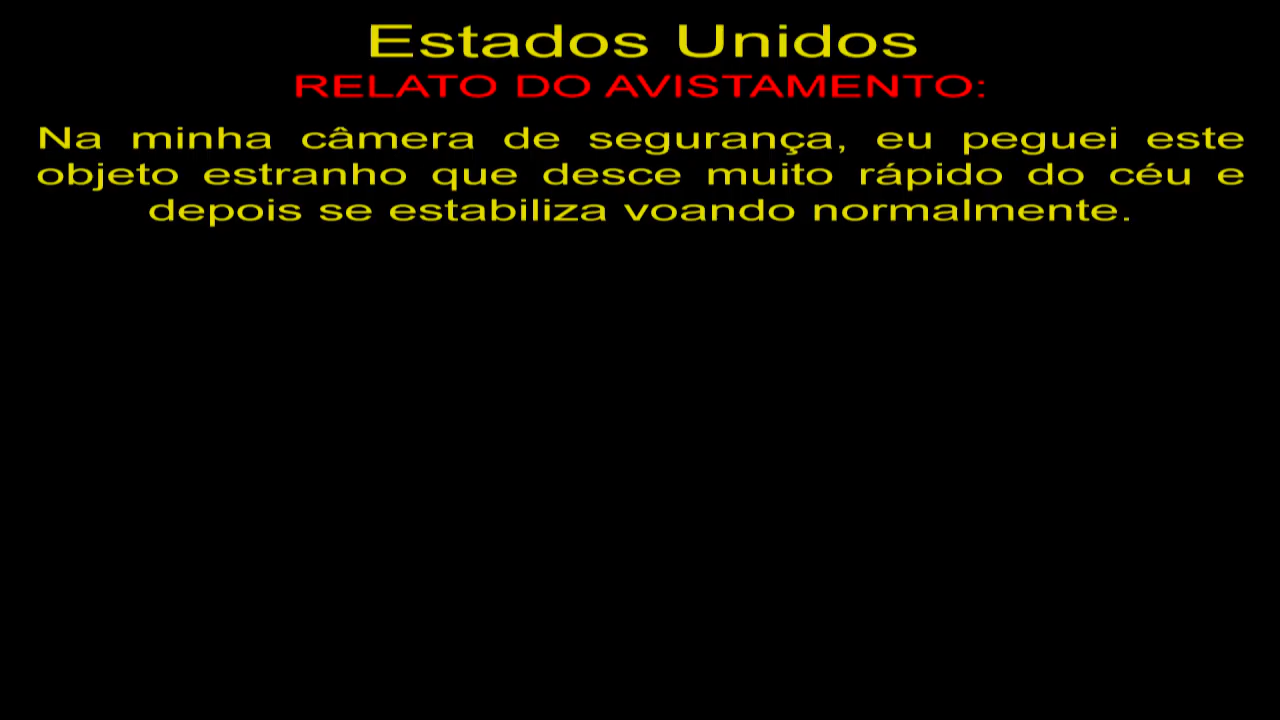 Estados Unidos
RELATO DO AVISTAMENTO:
Na minha câmera de segurança, eu peguei este
objeto estranho que desce muito rápido do céu e
depois se estabiliza voando normalmente.